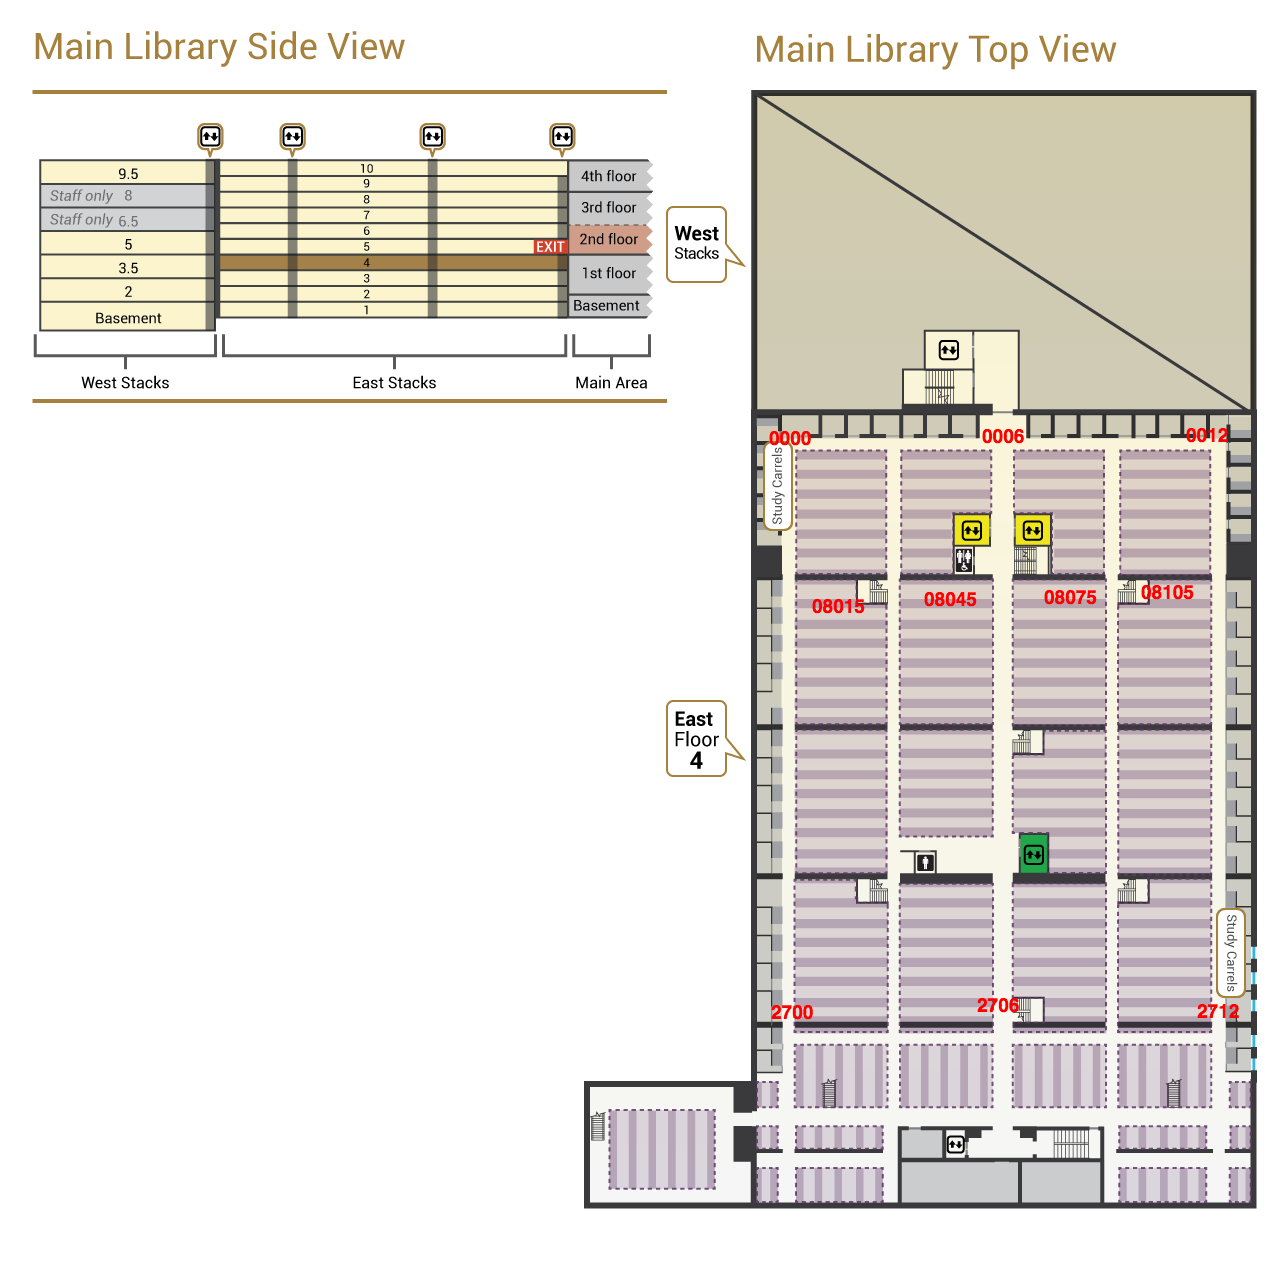 Main Library Side View
Main Library Top View
9.5
Staff only 8
Staff only 6.5
5
3.5
2
Basement
10
9
8
7
6
5
4
3
2
1
EXIT
4th floor
3rd floor
2nd floor
1st floor
Basement
West Stacks
East Stacks
Main Area
West
Stacks
0000
0006
0012
Study Carrels
08015
08045
08075
08105
East
Floor
4
Study Carrels
2700
2706
2712